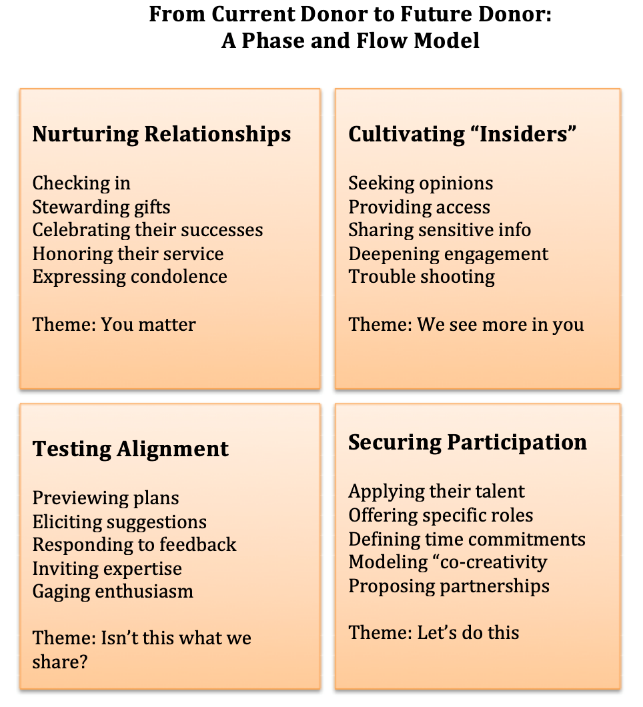 From Current Donor to Future Donor:
A Phase and Flow Model
Nurturing Relationships
Checking in
Stewarding gifts
Celebrating their successes
Honoring their service
Expressing condolence
Theme: You matter
Cultivating “Insiders”
Seeking opinions
Providing access
Sharing sensitive info
Deepening engagement
Trouble shooting
Theme: We see more in you
Testing Alignment
Previewing plans
Eliciting suggestions
Responding to feedback
Inviting expertise
Gaging enthusiasm
Theme: Isn’t this what we
share?
Securing Participation
Applying their talent
Offering specific roles
Defining time commitments
Modeling “co-creativity
Proposing partnerships
Theme: Let’s do this